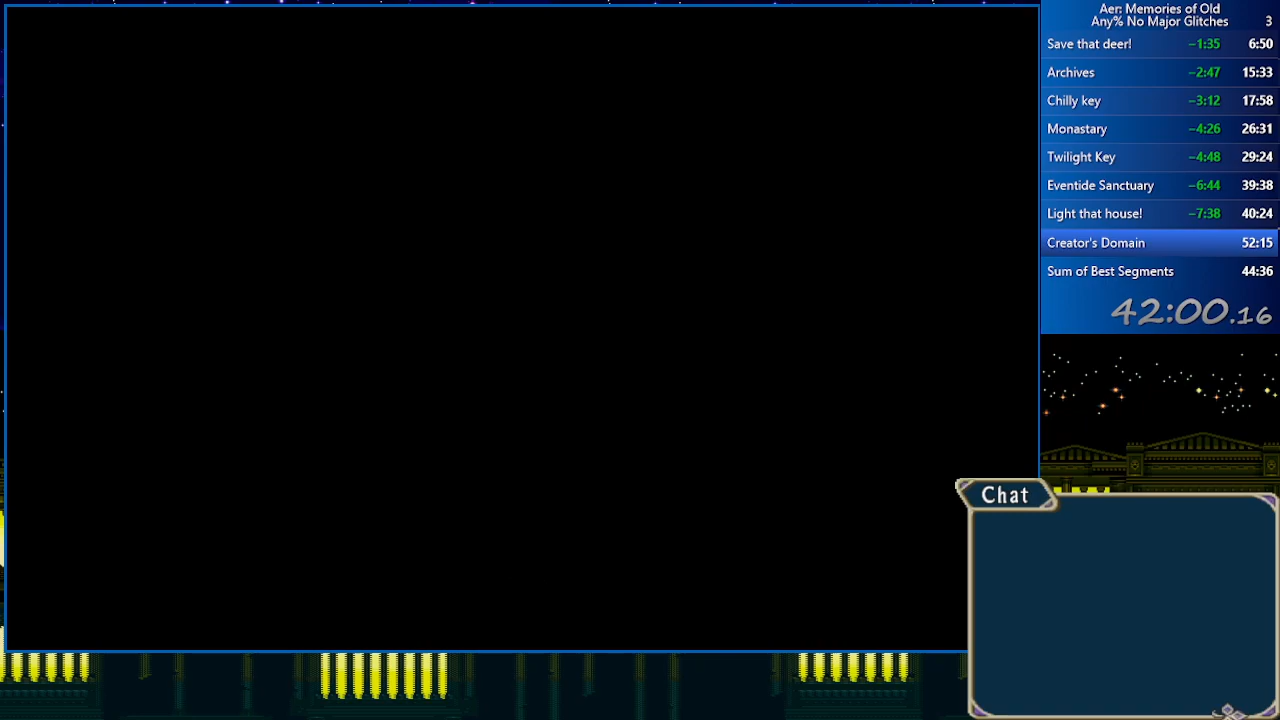 Aer: Memories of Old
Any% No Major Glitches 3
Save that deer! −1:35 6:50
Archives −2:47 15:33
Chilly key −3:12 17:58
Monastary −4:26 26:31
Twilight Key −4:48 29:24
Eventide Sanctuary −6:44 39:38
Light that house! −7:38 40:24
Creator's Domain 52:15
Sum of Best Segments 44:36
42:00.16
Chat